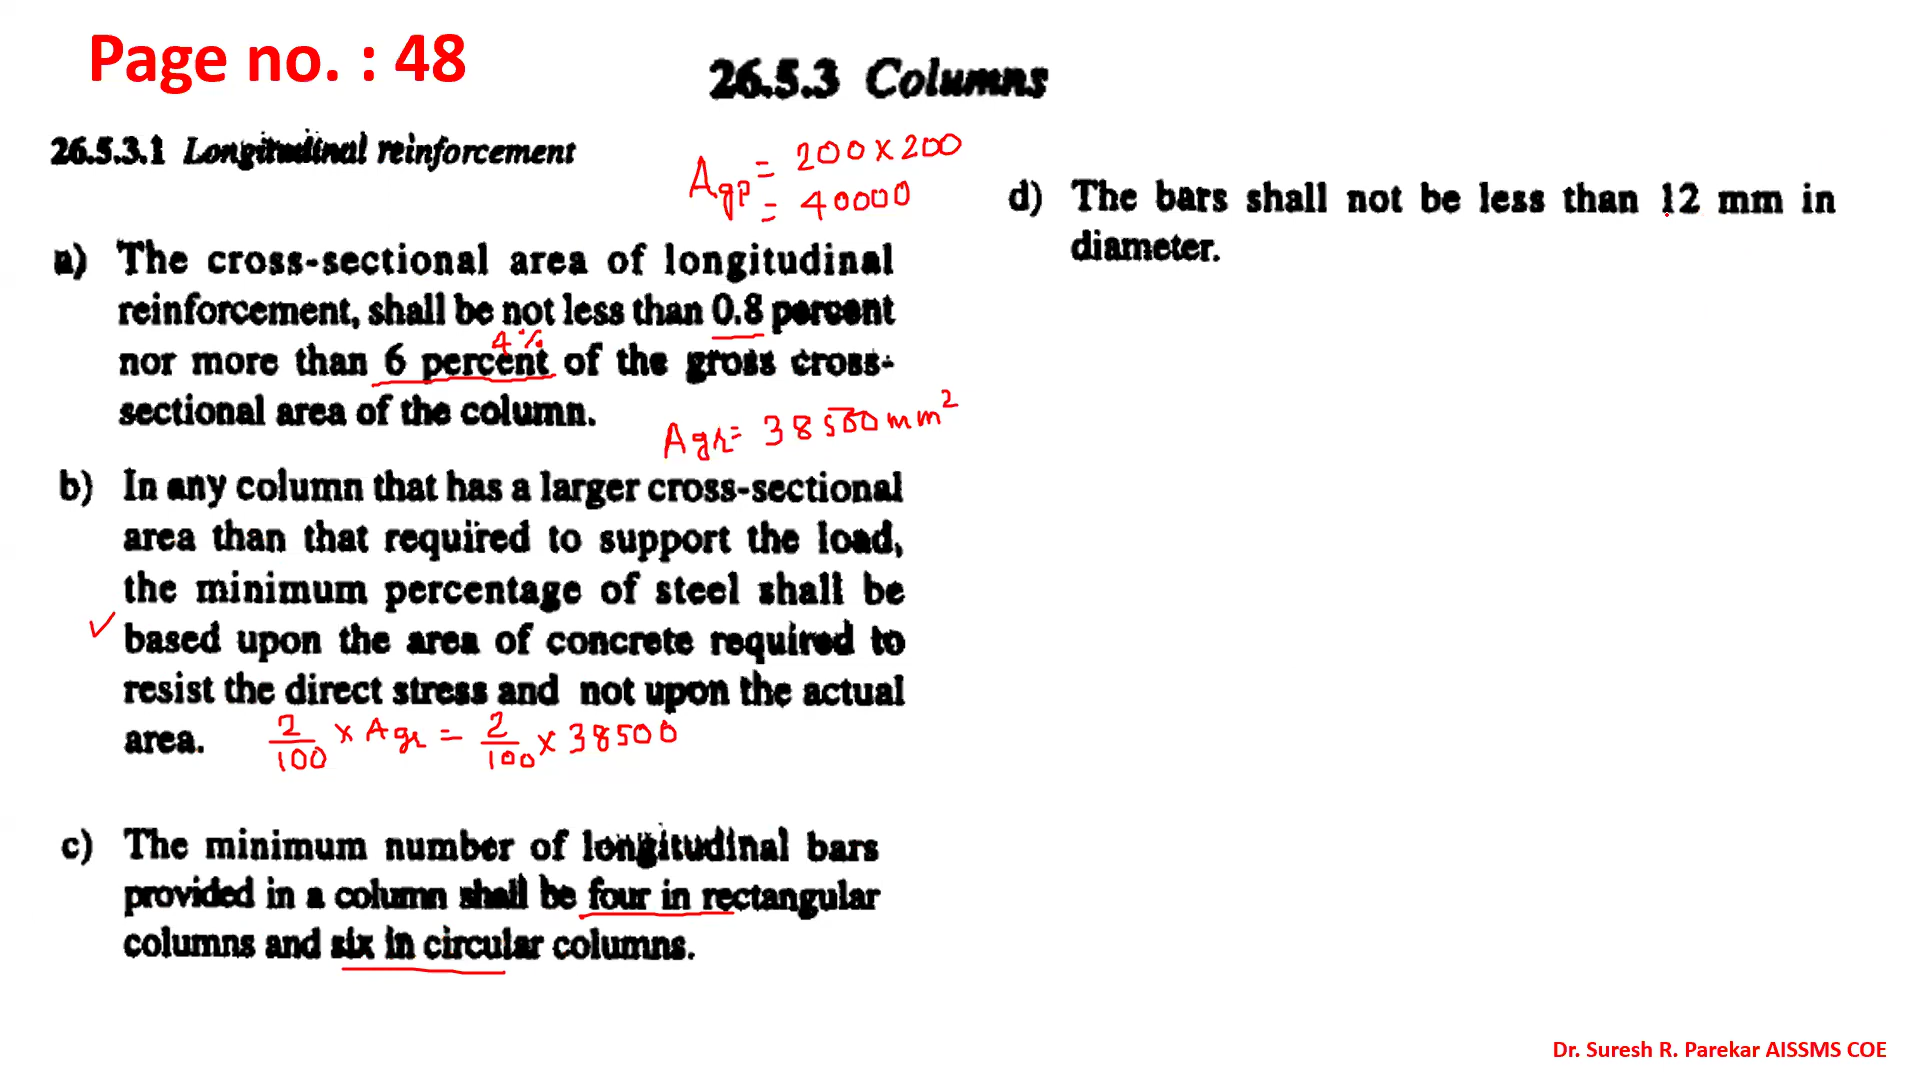 Page no. : 48
26.5.3 Columns
26.5.3.1 Longitudinal reinforcement
Agp = 200 × 200
= 40000
a) The cross-sectional area of longitudinal
reinforcement, shall be not less than 0.8 percent
4%
nor more than 6 percent of the gross cross-
sectional area of the column.
Agr = 38500 mm²
b) In any column that has a larger cross-sectional
area than that required to support the load,
the minimum percentage of steel shall be
✓ based upon the area of concrete required to
resist the direct stress and not upon the actual
area. 2/100 × Agr = 2/100 × 38500
c) The minimum number of longitudinal bars
provided in a column shall be four in rectangular
columns and six in circular columns.
d) The bars shall not be less than 12 mm in
diameter.
Dr. Suresh R. Parekar AISSMS COE